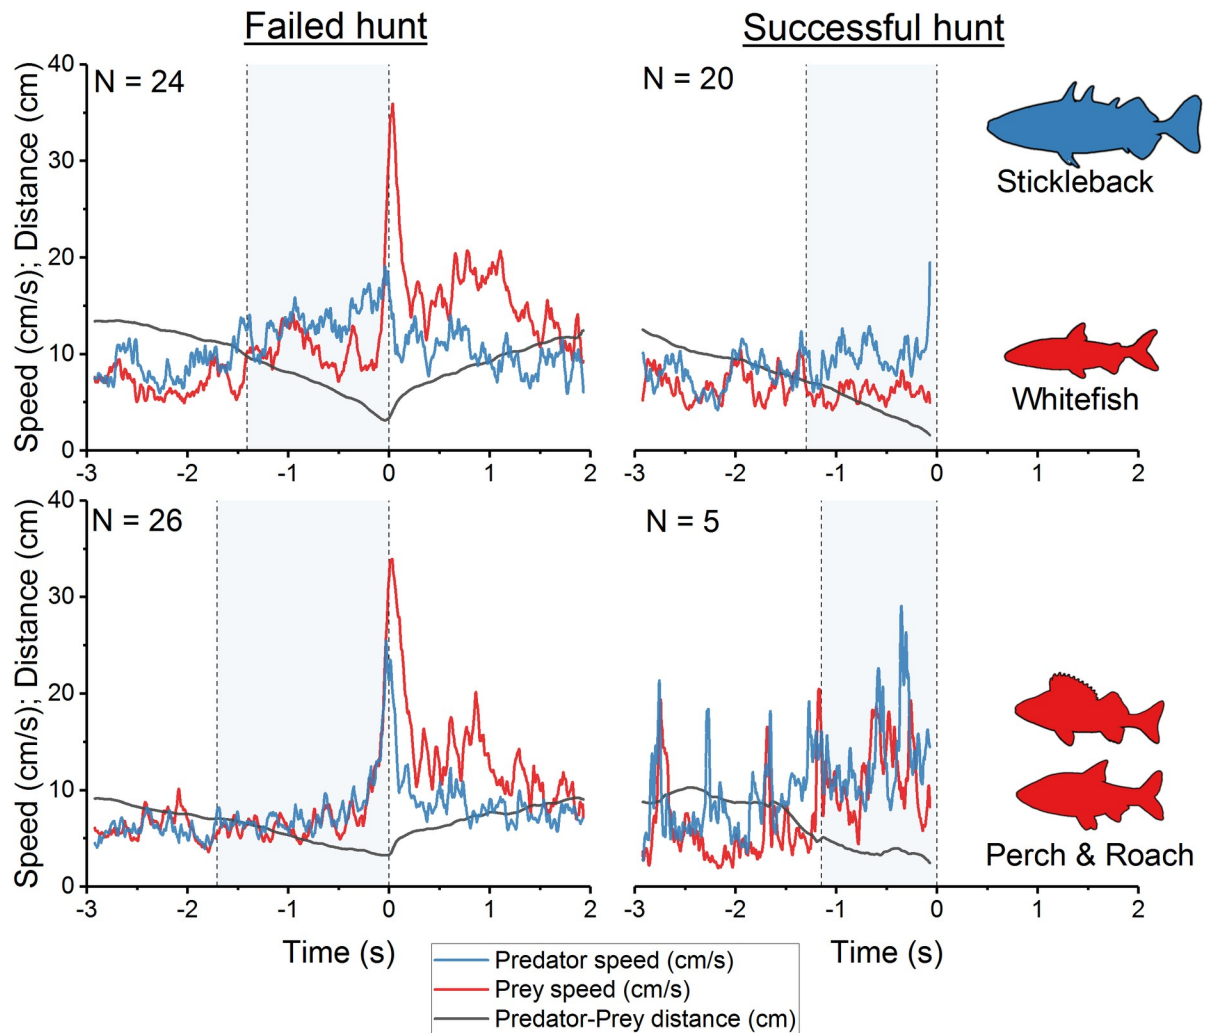 Failed hunt
Successful hunt
Speed (cm/s); Distance (cm)
40
30
20
10
0
N = 24
-3 -2 -1 0 1 2
N = 20
-3 -2 -1 0 1 2
Stickleback
Whitefish
Speed (cm/s); Distance (cm)
40
30
20
10
0
N = 26
-3 -2 -1 0 1 2
Time (s)
N = 5
-3 -2 -1 0 1 2
Time (s)
Perch & Roach
Predator speed (cm/s)
Prey speed (cm/s)
Predator-Prey distance (cm)